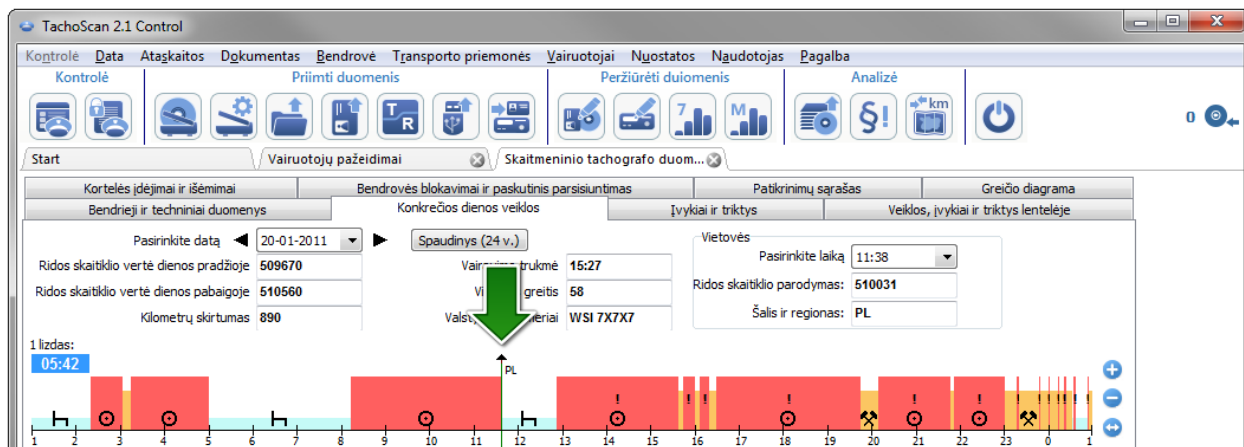 TachoScan 2.1 Control
Kontrolė Data Ataskaitos Dokumentas Bendrovė Transporto priemonės Vairuotojai Nuostatos Naudotojas Pagalba
Kontrolė Priimti duomenis Peržiūrėti duiomenis Analizė
T R 7 M §! km 0
Start Vairuotojų pažeidimai Skaitmeninio tachografo duom...
Kortelės įdėjimai ir išėmimai Bendrovės blokavimai ir paskutinis parsisiuntimas Patikrinimų sąrašas Greičio diagrama
Bendrieji ir techniniai duomenys Konkrečios dienos veiklos Įvykiai ir triktys Veiklos, įvykiai ir triktys lentelėje
Pasirinkite datą 20-01-2011 Spaudinys (24 v.)
Vietovės
Pasirinkite laiką 11:38
Ridos skaitiklio vertė dienos pradžioje 509670 trukmė 15:27
Ridos skaitiklio parodymas: 510031
Ridos skaitiklio vertė dienos pabaigoje 510560 greitis 58
Kilometrų skirtumas 890 WSI 7X7X7
Šalis ir regionas: PL
1 lizdas:
05:42
PL
! ! ! ! ! ! ! ! ! ! ! !
1 2 3 4 5 6 7 8 9 10 11 12 13 14 15 16 17 18 19 20 21 22 23 0 1